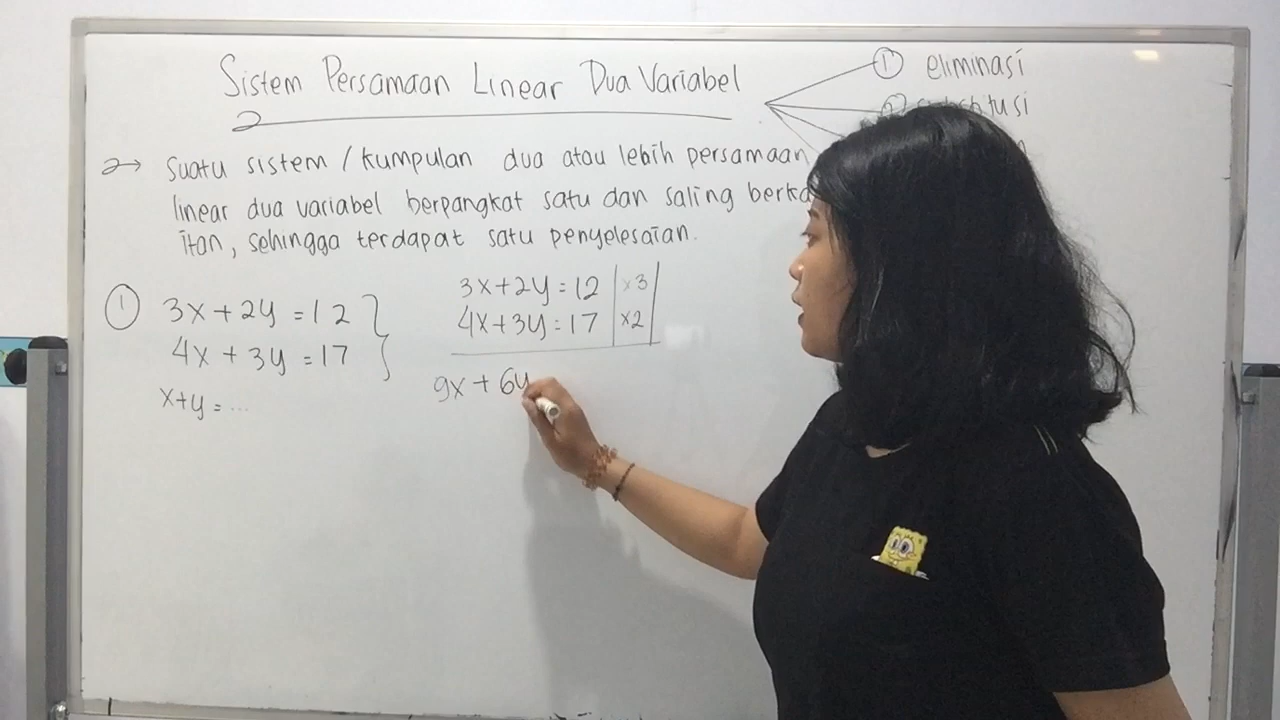 Sistem Persamaan Linear Dua Variabel
① eliminasi
suatu sistem / kumpulan dua atau lebih persamaan
linear dua variabel berpangkat satu dan saling berka
itan, sehingga terdapat satu penyelesaian.
① 3x+2y = 12
4x + 3y = 17
x+y = ...
3x+2y = 12 | x3 |
4x+3y = 17 | x2 |
9x + 6y